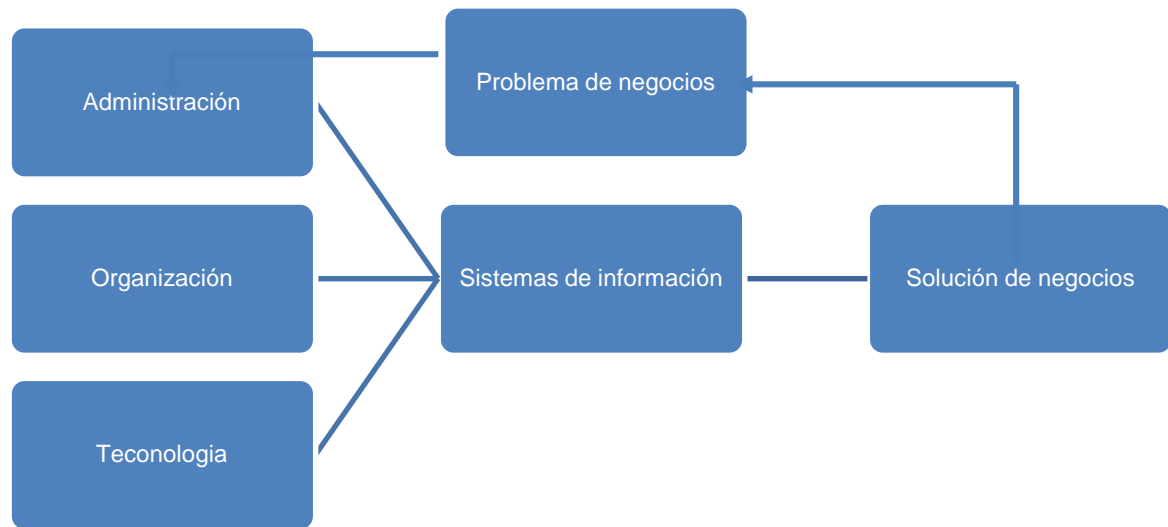 Problema de negocios
Administración
Organización
Sistemas de información
Solución de negocios
Teconologia